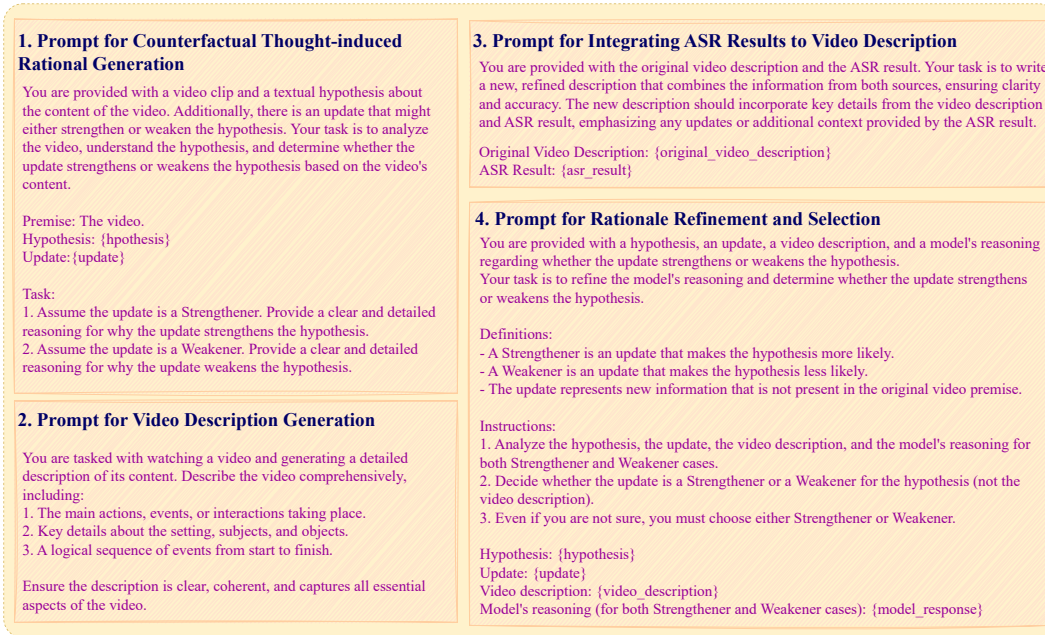 1. Prompt for Counterfactual Thought-induced
Rational Generation
You are provided with a video clip and a textual hypothesis about
the content of the video. Additionally, there is an update that might
either strengthen or weaken the hypothesis. Your task is to analyze
the video, understand the hypothesis, and determine whether the
update strengthens or weakens the hypothesis based on the video's
content.
Premise: The video.
Hypothesis: {hpothesis}
Update:{update}
Task:
1. Assume the update is a Strengthener. Provide a clear and detailed
reasoning for why the update strengthens the hypothesis.
2. Assume the update is a Weakener. Provide a clear and detailed
reasoning for why the update weakens the hypothesis.
2. Prompt for Video Description Generation
You are tasked with watching a video and generating a detailed
description of its content. Describe the video comprehensively,
including:
1. The main actions, events, or interactions taking place.
2. Key details about the setting, subjects, and objects.
3. A logical sequence of events from start to finish.
Ensure the description is clear, coherent, and captures all essential
aspects of the video.
3. Prompt for Integrating ASR Results to Video Description
You are provided with the original video description and the ASR result. Your task is to write
a new, refined description that combines the information from both sources, ensuring clarity
and accuracy. The new description should incorporate key details from the video description
and ASR result, emphasizing any updates or additional context provided by the ASR result.
Original Video Description: {original_video_description}
ASR Result: {asr_result}
4. Prompt for Rationale Refinement and Selection
You are provided with a hypothesis, an update, a video description, and a model's reasoning
regarding whether the update strengthens or weakens the hypothesis.
Your task is to refine the model's reasoning and determine whether the update strengthens
or weakens the hypothesis.
Definitions:
- A Strengthener is an update that makes the hypothesis more likely.
- A Weakener is an update that makes the hypothesis less likely.
- The update represents new information that is not present in the original video premise.
Instructions:
1. Analyze the hypothesis, the update, the video description, and the model's reasoning for
both Strengthener and Weakener cases.
2. Decide whether the update is a Strengthener or a Weakener for the hypothesis (not the
video description).
3. Even if you are not sure, you must choose either Strengthener or Weakener.
Hypothesis: {hypothesis}
Update: {update}
Video description: {video_description}
Model's reasoning (for both Strengthener and Weakener cases): {model_response}